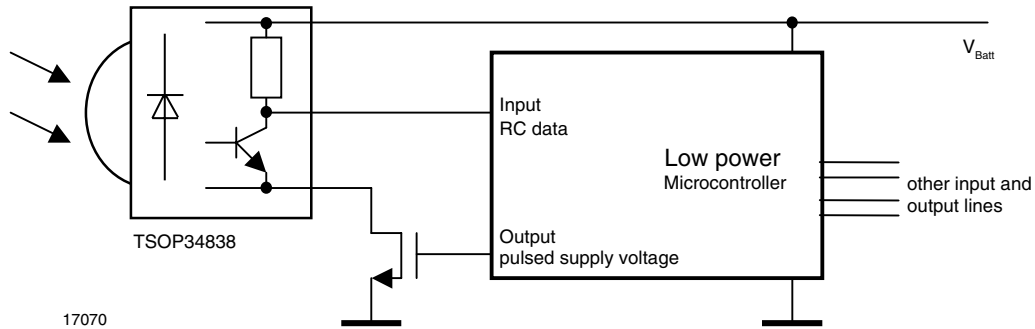 V_Batt
Input
RC data
Low power
Microcontroller
other input and
output lines
TSOP34838
Output
pulsed supply voltage
17070